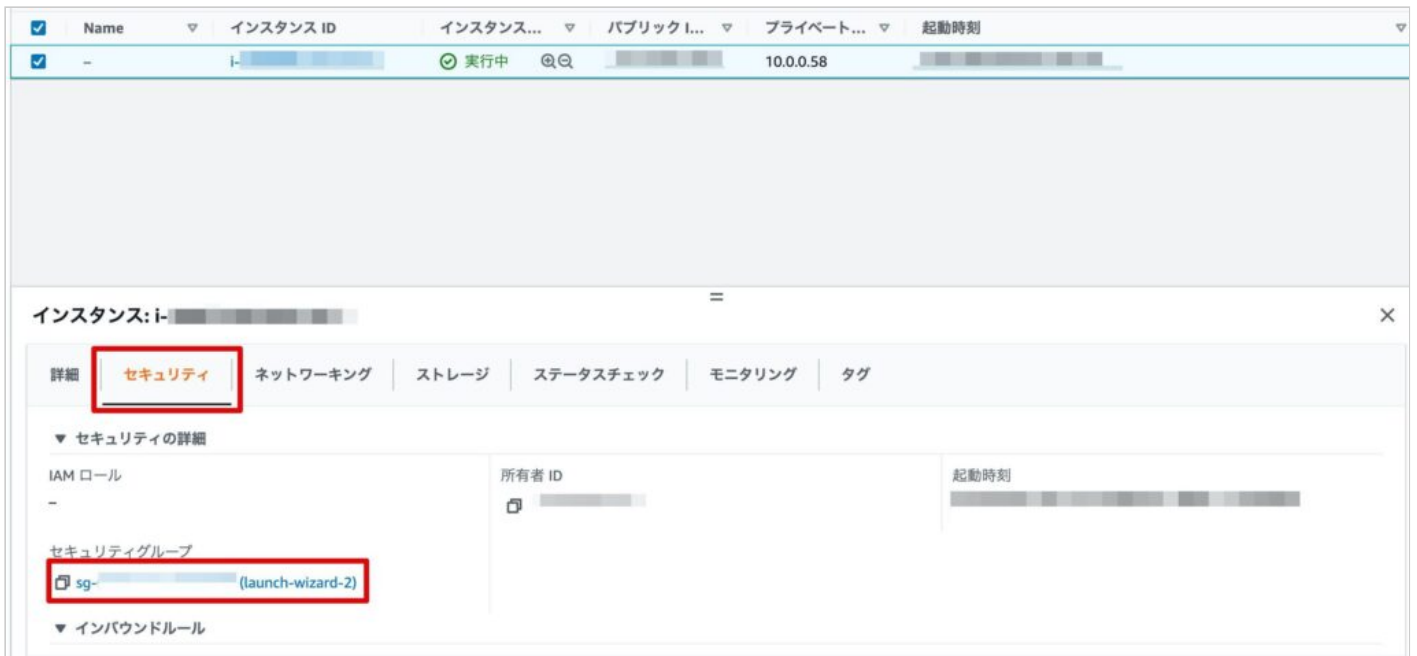 Name インスタンス ID インスタンス... パブリック I... プライベート... 起動時刻
– i- 実行中 10.0.0.58
インスタンス: i-
詳細 セキュリティ ネットワーキング ストレージ ステータスチェック モニタリング タグ
▼ セキュリティの詳細
IAM ロール 所有者 ID 起動時刻
–
セキュリティグループ
sg- (launch-wizard-2)
▼ インバウンドルール